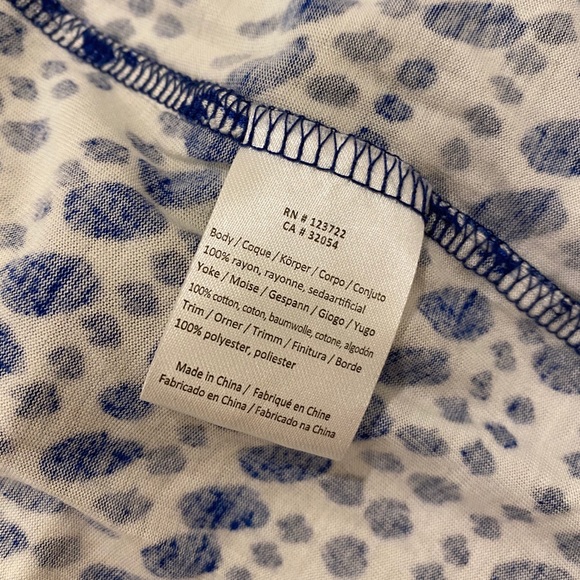 RN # 123722
CA # 32054
Body / Coque / Körper / Corpo / Conjuto
100% rayon, rayonne, sedaartificial
Yoke / Moise / Gespann / Giogo / Yugo
100% cotton, coton, baumwolle, cotone, algodón
Trim / Orner / Trimm / Finitura / Borde
100% polyester, poliester
Made in China / Fabriqué en Chine
Fabricado en China / Fabricado na China